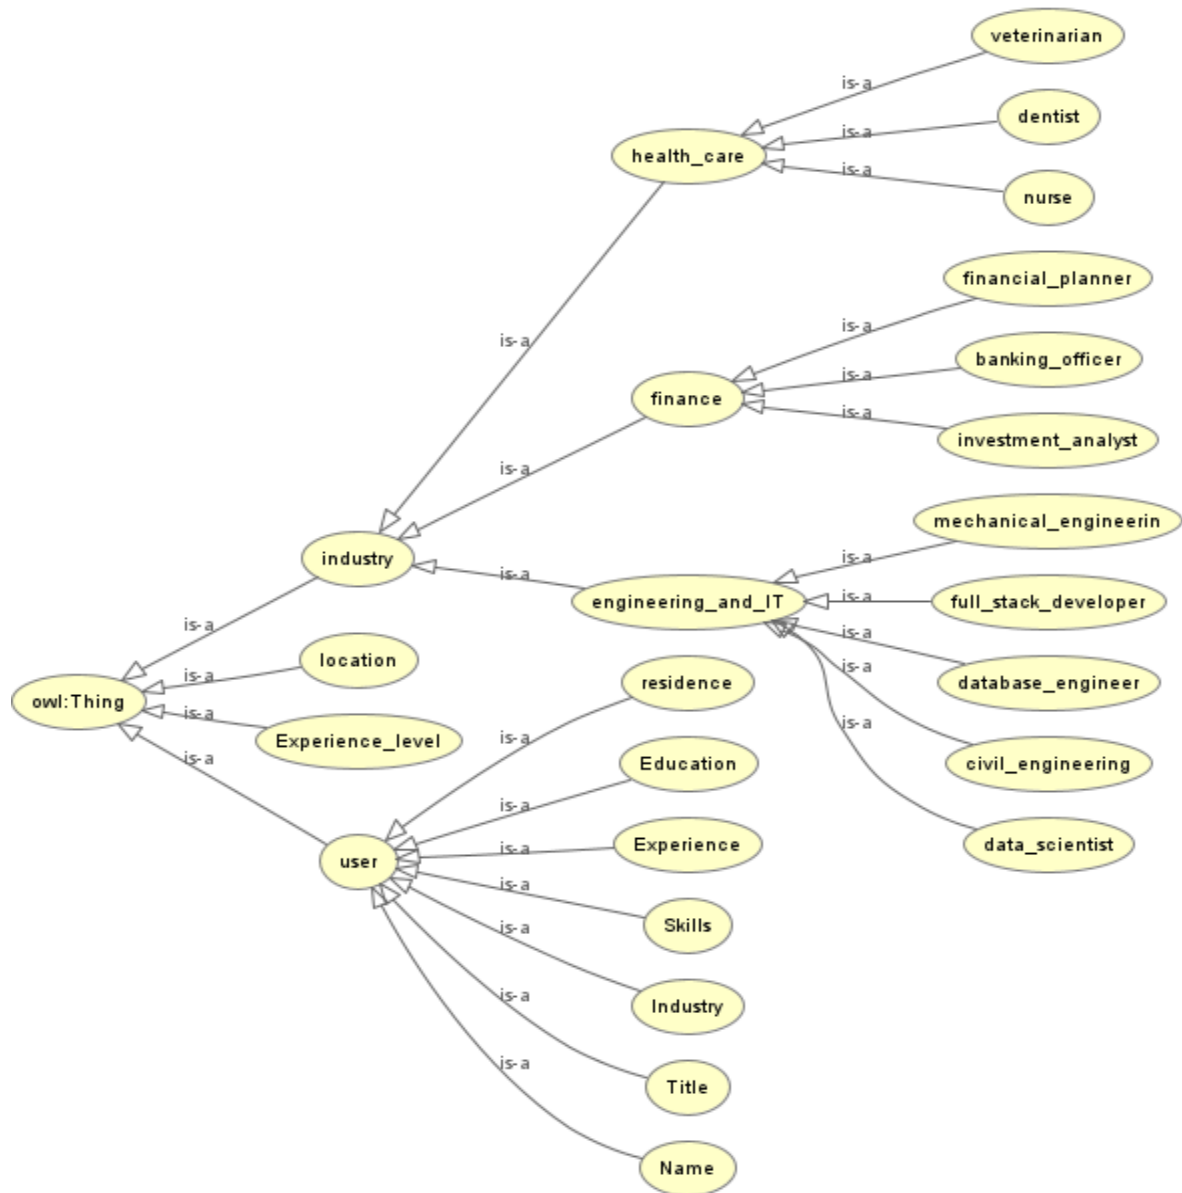 veterinarian
is-a
dentist
is-a
health_care
is-a
nurse
financial_planner
is-a
is-a
banking_officer
is-a
finance
is-a
investment_analyst
is-a
mechanical_engineerin
industry
is-a
is-a
engineering_and_IT
is-a
full_stack_developer
is-a
is-a
location
is-a
is-a
residence
database_engineer
owl:Thing
is-a
Experience_level
is-a
is-a
is-a
Education
civil_engineering
is-a
is-a
Experience
data_scientist
user
is-a
Skills
is-a
Industry
is-a
Title
is-a
Name